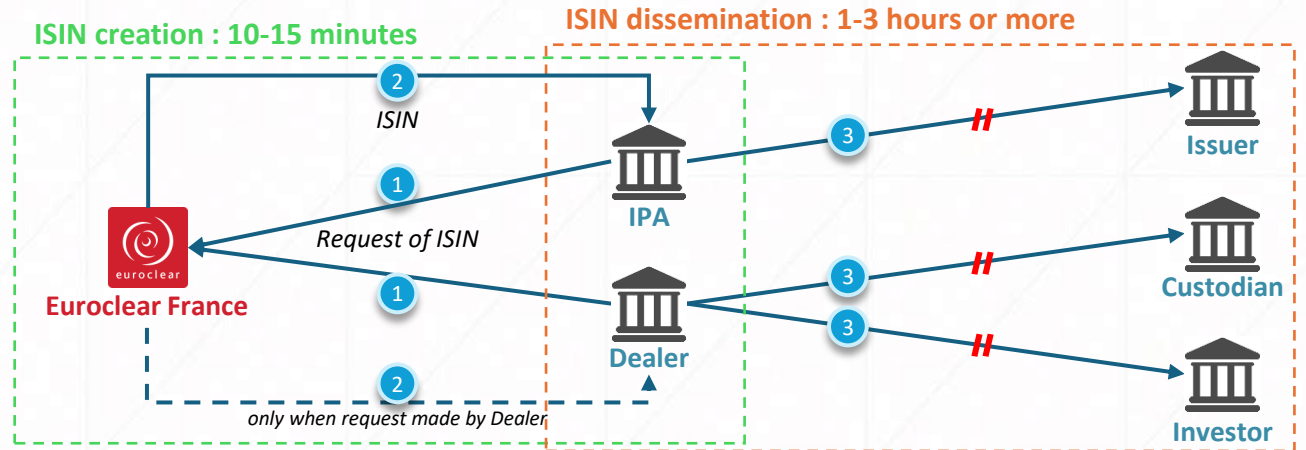 ISIN creation : 10-15 minutes
ISIN dissemination : 1-3 hours or more
2
ISIN
3
Issuer
1
IPA
Request of ISIN
euroclear
Euroclear France
1
3
Custodian
3
Dealer
2
only when request made by Dealer
Investor